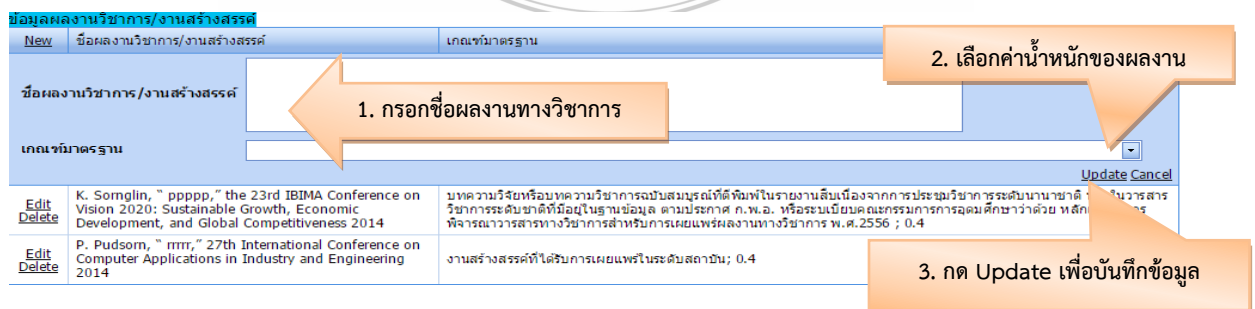 ข้อมูลผลงานวิชาการ/งานสร้างสรรค์
New ชื่อผลงานวิชาการ/งานสร้างสรรค์ เกณฑ์มาตรฐาน
2. เลือกค่าน้ำหนักของผลงาน
ชื่อผลงานวิชาการ/งานสร้างสรรค์
1. กรอกชื่อผลงานทางวิชาการ
เกณฑ์มาตรฐาน
Update Cancel
Edit
Delete
K. Sornglin, " ppppp," the 23rd IBIMA Conference on
Vision 2020: Sustainable Growth, Economic
Development, and Global Competitiveness 2014
บทความวิจัยหรือบทความวิชาการฉบับสมบูรณ์ที่ตีพิมพ์ในรายงานสืบเนื่องจากการประชุมวิชาการระดับนานาชาติ ในวารสาร
วิชาการระดับชาติที่มีอยู่ในฐานข้อมูล ตามประกาศ ก.พ.อ. หรือระเบียบคณะกรรมการการอุดมศึกษาว่าด้วย การ
พิจารณาวารสารทางวิชาการสำหรับการเผยแพร่ผลงานทางวิชาการ พ.ศ.2556 ; 0.4
Edit
Delete
P. Pudsorn, " rrrrr," 27th International Conference on
Computer Applications in Industry and Engineering
2014
งานสร้างสรรค์ที่ได้รับการเผยแพร่ในระดับสถาบัน; 0.4
3. กด Update เพื่อบันทึกข้อมูล